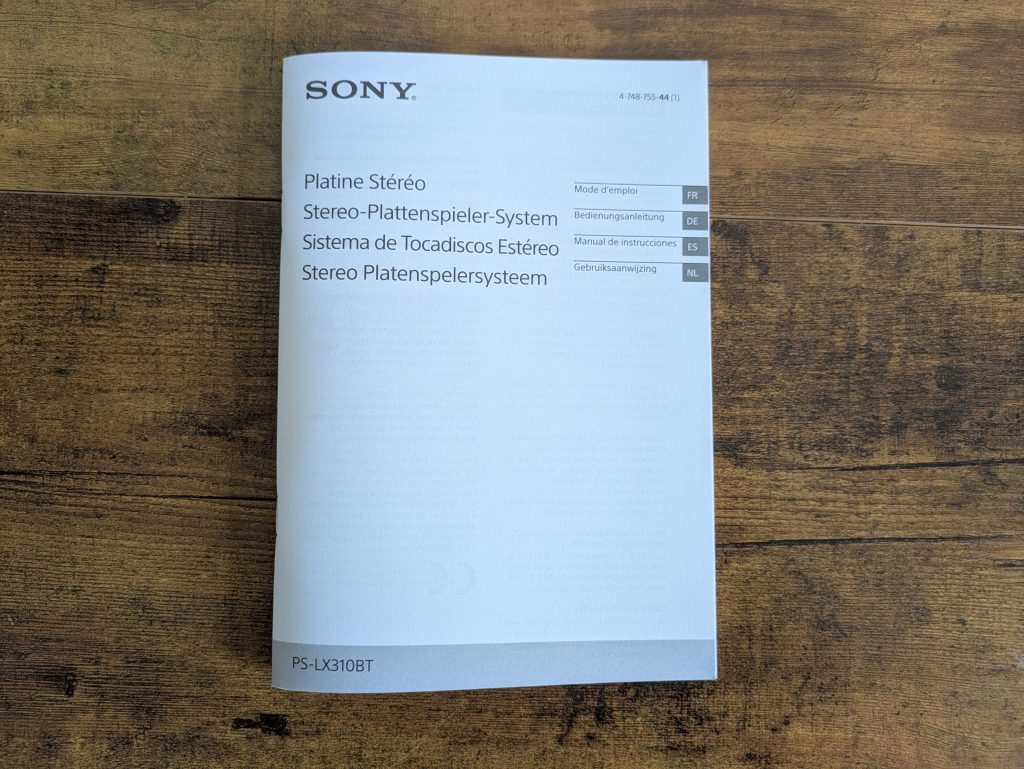 SONY®
4-748-755-44 (1)
Platine Stéréo
Stereo-Plattenspieler-System
Sistema de Tocadiscos Estéreo
Stereo Platenspelersysteem
Mode d'emploi FR
Bedienungsanleitung DE
Manual de instrucciones ES
Gebruiksaanwijzing NL
PS-LX310BT